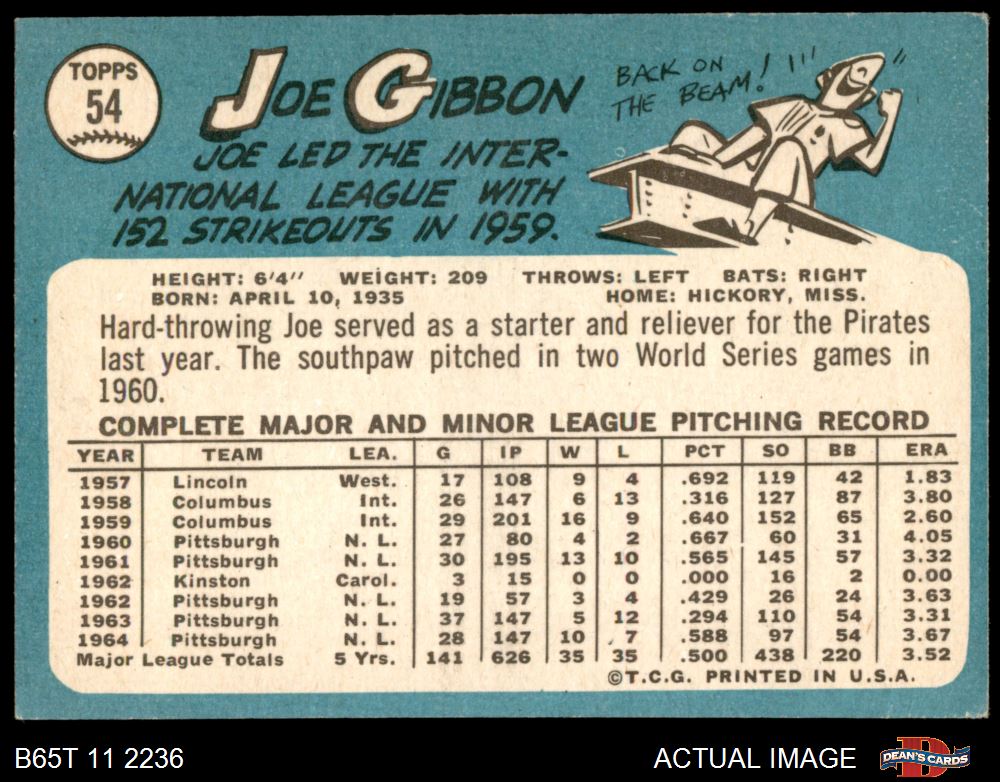 TOPPS
54
JOE GIBBON
JOE LED THE INTER-
NATIONAL LEAGUE WITH
152 STRIKEOUTS IN 1959.
BACK ON
THE BEAM!
HEIGHT: 6'4" WEIGHT: 209 THROWS: LEFT BATS: RIGHT
BORN: APRIL 10, 1935 HOME: HICKORY, MISS.
Hard-throwing Joe served as a starter and reliever for the Pirates
last year. The southpaw pitched in two World Series games in
1960.
COMPLETE MAJOR AND MINOR LEAGUE PITCHING RECORD
YEAR TEAM LEA. G IP W L PCT SO BB ERA
1957 Lincoln West. 17 108 9 4 .692 119 42 1.83
1958 Columbus Int. 26 147 6 13 .316 127 87 3.80
1959 Columbus Int. 29 201 16 9 .640 152 65 2.60
1960 Pittsburgh N. L. 27 80 4 2 .667 60 31 4.05
1961 Pittsburgh N. L. 30 195 13 10 .565 145 57 3.32
1962 Kinston Carol. 3 15 0 0 .000 16 2 0.00
1962 Pittsburgh N. L. 19 57 3 4 .429 26 24 3.63
1963 Pittsburgh N. L. 37 147 5 12 .294 110 54 3.31
1964 Pittsburgh N. L. 28 147 10 7 .588 97 54 3.67
Major League Totals 5 Yrs. 141 626 35 35 .500 438 220 3.52
©T.C.G. PRINTED IN U.S.A.
B65T 11 2236 ACTUAL IMAGE DEAN'S CARDS